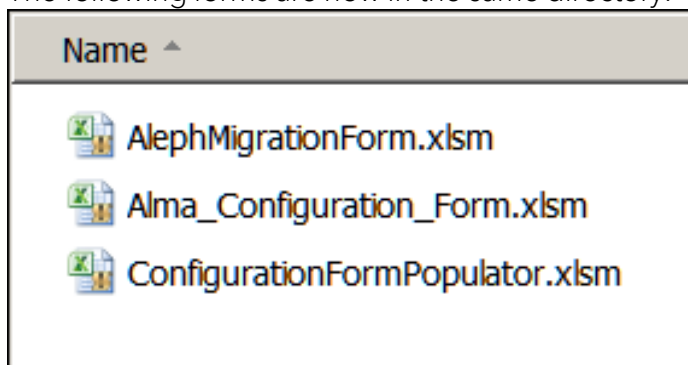 The following forms are now in the same directory:
Name
AlephMigrationForm.xlsm
Alma_Configuration_Form.xlsm
ConfigurationFormPopulator.xlsm